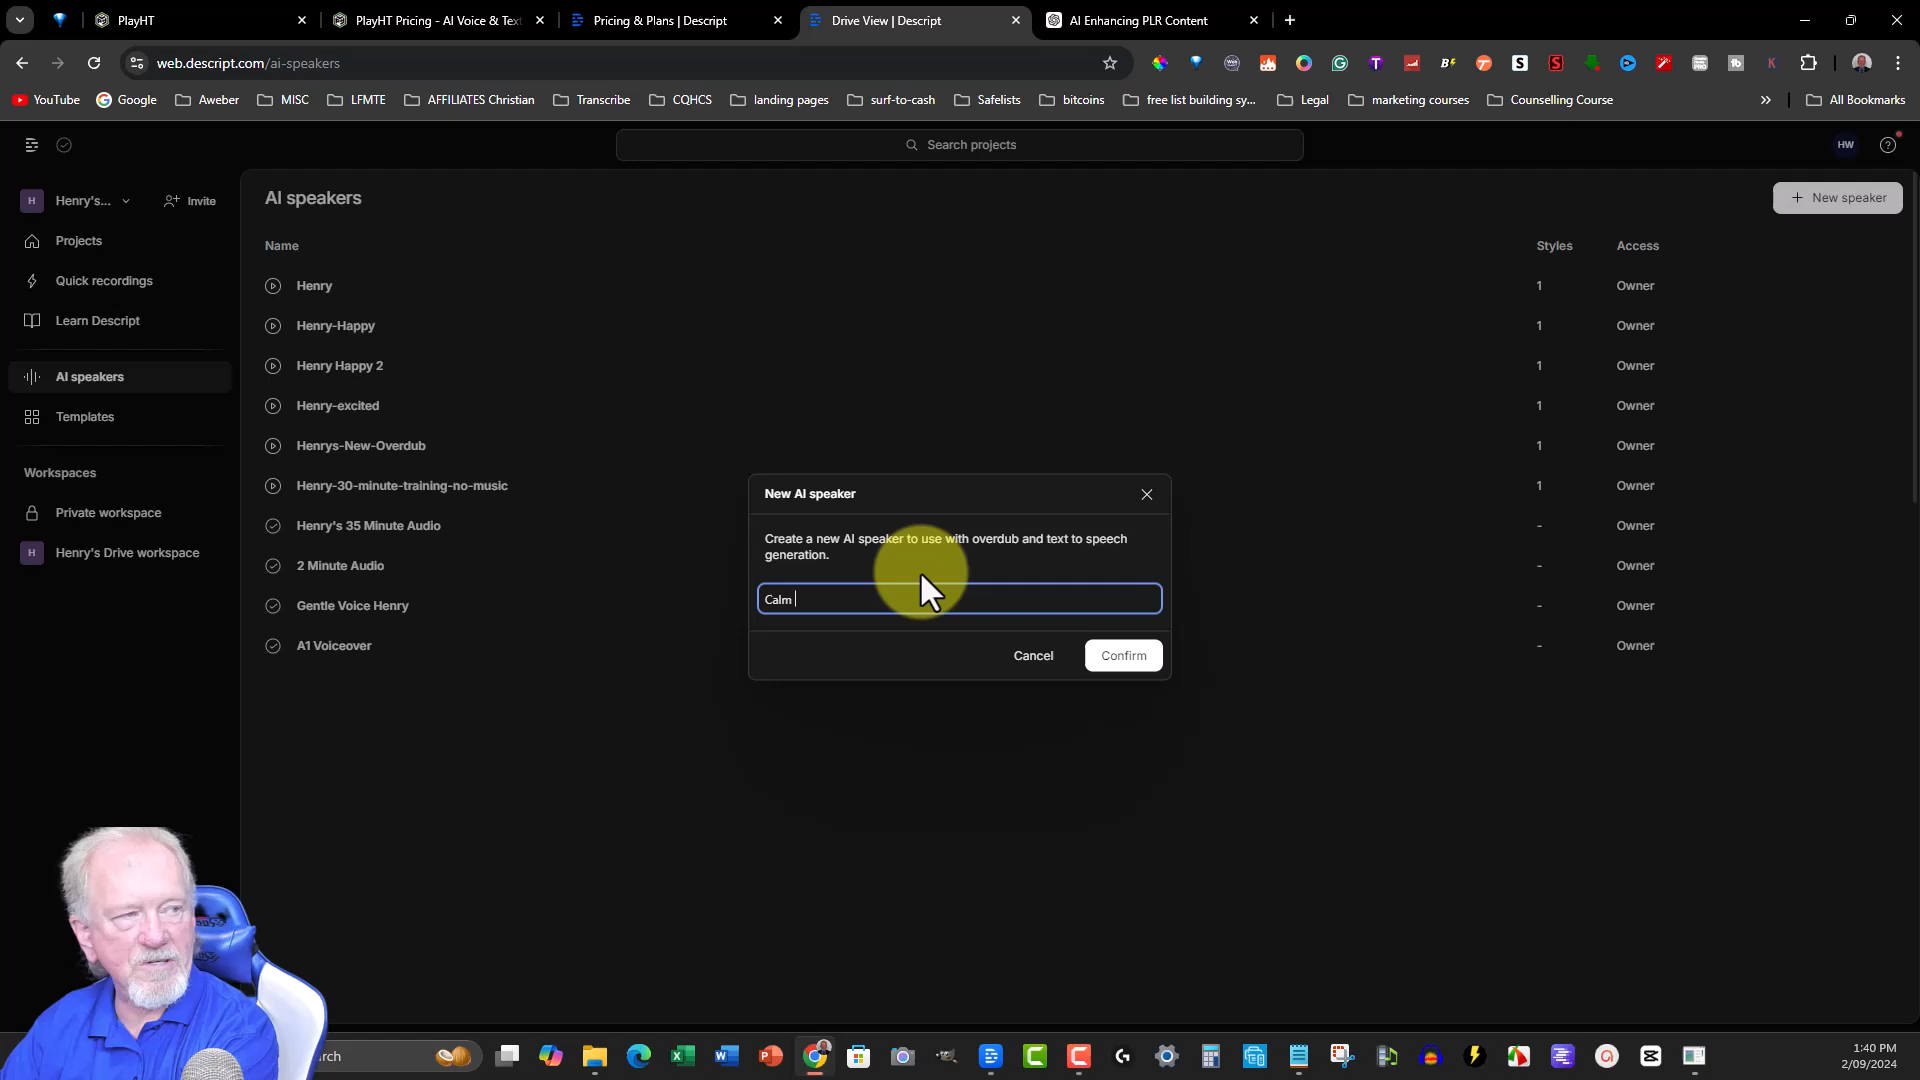 PlayHT
PlayHT Pricing - AI Voice & Text
Pricing & Plans | Descript
Drive View | Descript
AI Enhancing PLR Content
web.descript.com/ai-speakers
YouTube
Google
Aweber
MISC
LFMTE
AFFILIATES Christian
Transcribe
CQHCS
landing pages
surf-to-cash
Safelists
bitcoins
free list building sy...
Legal
marketing courses
Counselling Course
All Bookmarks
Search projects
HW
H Henry's...
Invite
AI speakers
New speaker
Projects
Quick recordings
Learn Descript
AI speakers
Templates
Workspaces
Private workspace
H Henry's Drive workspace
Name Styles Access
Henry 1 Owner
Henry-Happy 1 Owner
Henry Happy 2 1 Owner
Henry-excited 1 Owner
Henrys-New-Overdub 1 Owner
Henry-30-minute-training-no-music 1 Owner
Henry's 35 Minute Audio - Owner
2 Minute Audio - Owner
Gentle Voice Henry - Owner
A1 Voiceover - Owner
New AI speaker
Create a new AI speaker to use with overdub and text to speech
generation.
Calm
Cancel
Confirm
rch
1:40 PM
2/09/2024